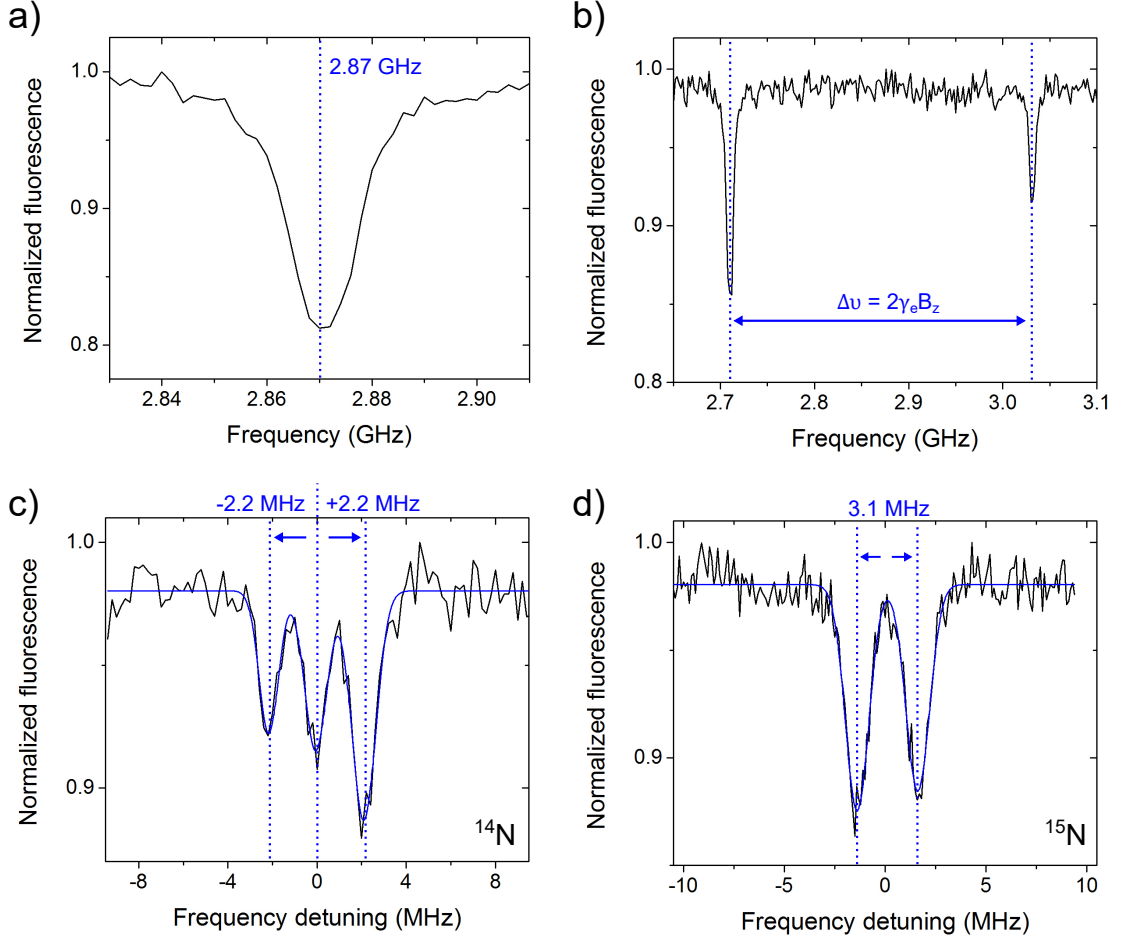 a)
1.0
0.9
0.8
Normalized fluorescence
2.87 GHz
2.84 2.86 2.88 2.90
Frequency (GHz)
b)
1.0
0.9
0.8
Normalized fluorescence
Δυ = 2γₑB_z
2.7 2.8 2.9 3.0 3.1
Frequency (GHz)
c)
-2.2 MHz +2.2 MHz
1.0
0.9
Normalized fluorescence
¹⁴N
-8 -4 0 4 8
Frequency detuning (MHz)
d)
3.1 MHz
1.0
0.9
Normalized fluorescence
¹⁵N
-10 -5 0 5 10
Frequency detuning (MHz)